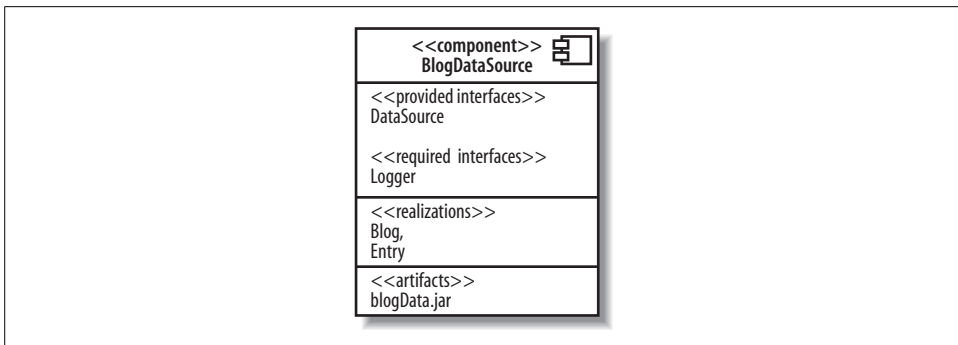 <<component>>
BlogDataSource
<<provided interfaces>>
DataSource
<<required interfaces>>
Logger
<<realizations>>
Blog,
Entry
<<artifacts>>
blogData.jar